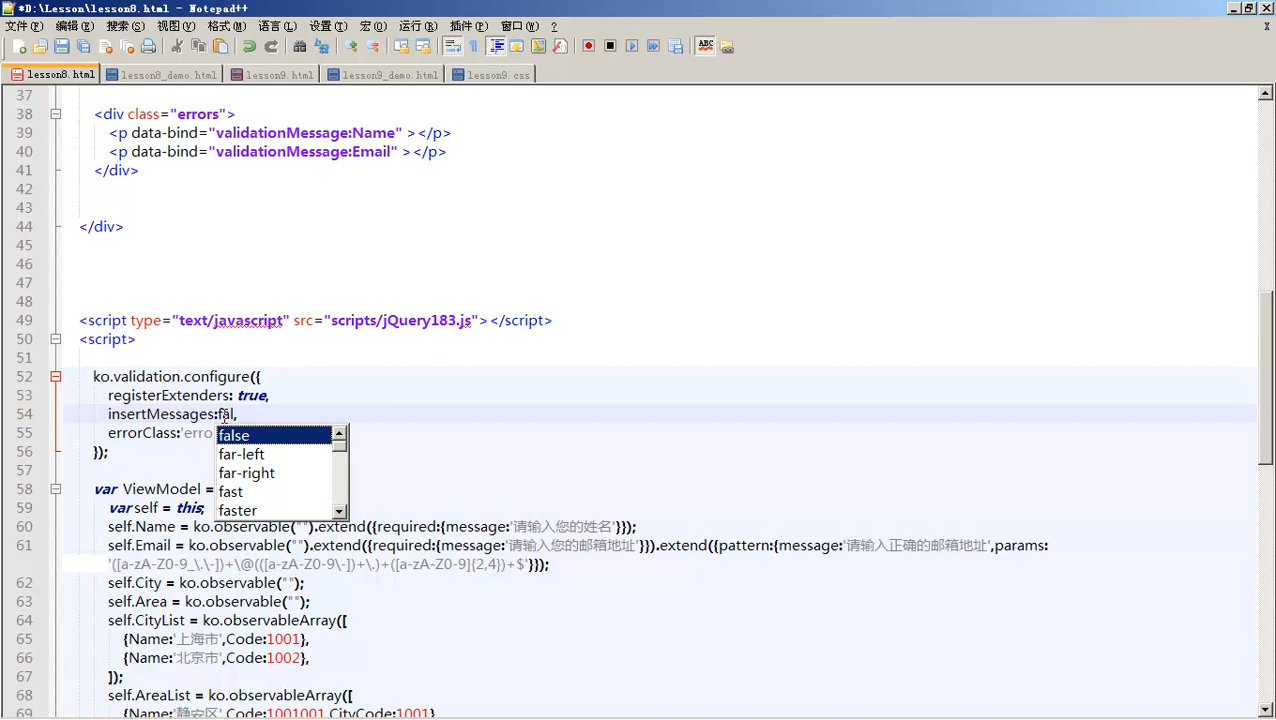 *D:\Lesson\lesson8.html - Notepad++
文件(F) 编辑(E) 搜索(S) 视图(V) 格式(M) 语言(L) 设置(T) 宏(O) 运行(R) 插件(P) 窗口(W) ? X
lesson8.html lesson8_demo.html lesson9.html lesson9_demo.html lesson9.css
37
38 <div class="errors">
39 <p data-bind="validationMessage:Name" ></p>
40 <p data-bind="validationMessage:Email" ></p>
41 </div>
42
43
44 </div>
45
46
47
48
49 <script type="text/javascript" src="scripts/jQuery183.js"></script>
50 <script>
51
52 ko.validation.configure({
53 registerExtenders: true,
54 insertMessages:fal,
55 errorClass:'erro
56 });
57
58 var ViewModel =
59 var self = this;
60 self.Name = ko.observable("").extend({required:{message:'请输入您的姓名'}});
61 self.Email = ko.observable("").extend({required:{message:'请输入您的邮箱地址'}}).extend({pattern:{message:'请输入正确的邮箱地址',params:
'([a-zA-Z0-9_\.\-])+\@(([a-zA-Z0-9\-])+\.)+([a-zA-Z0-9]{2,4})+$'}});
62 self.City = ko.observable("");
63 self.Area = ko.observable("");
64 self.CityList = ko.observableArray([
65 {Name:'上海市',Code:1001},
66 {Name:'北京市',Code:1002},
67 ]);
68 self.AreaList = ko.observableArray([
69 {Name:'静安区',Code:1001001,CityCode:1001}
false
far-left
far-right
fast
faster